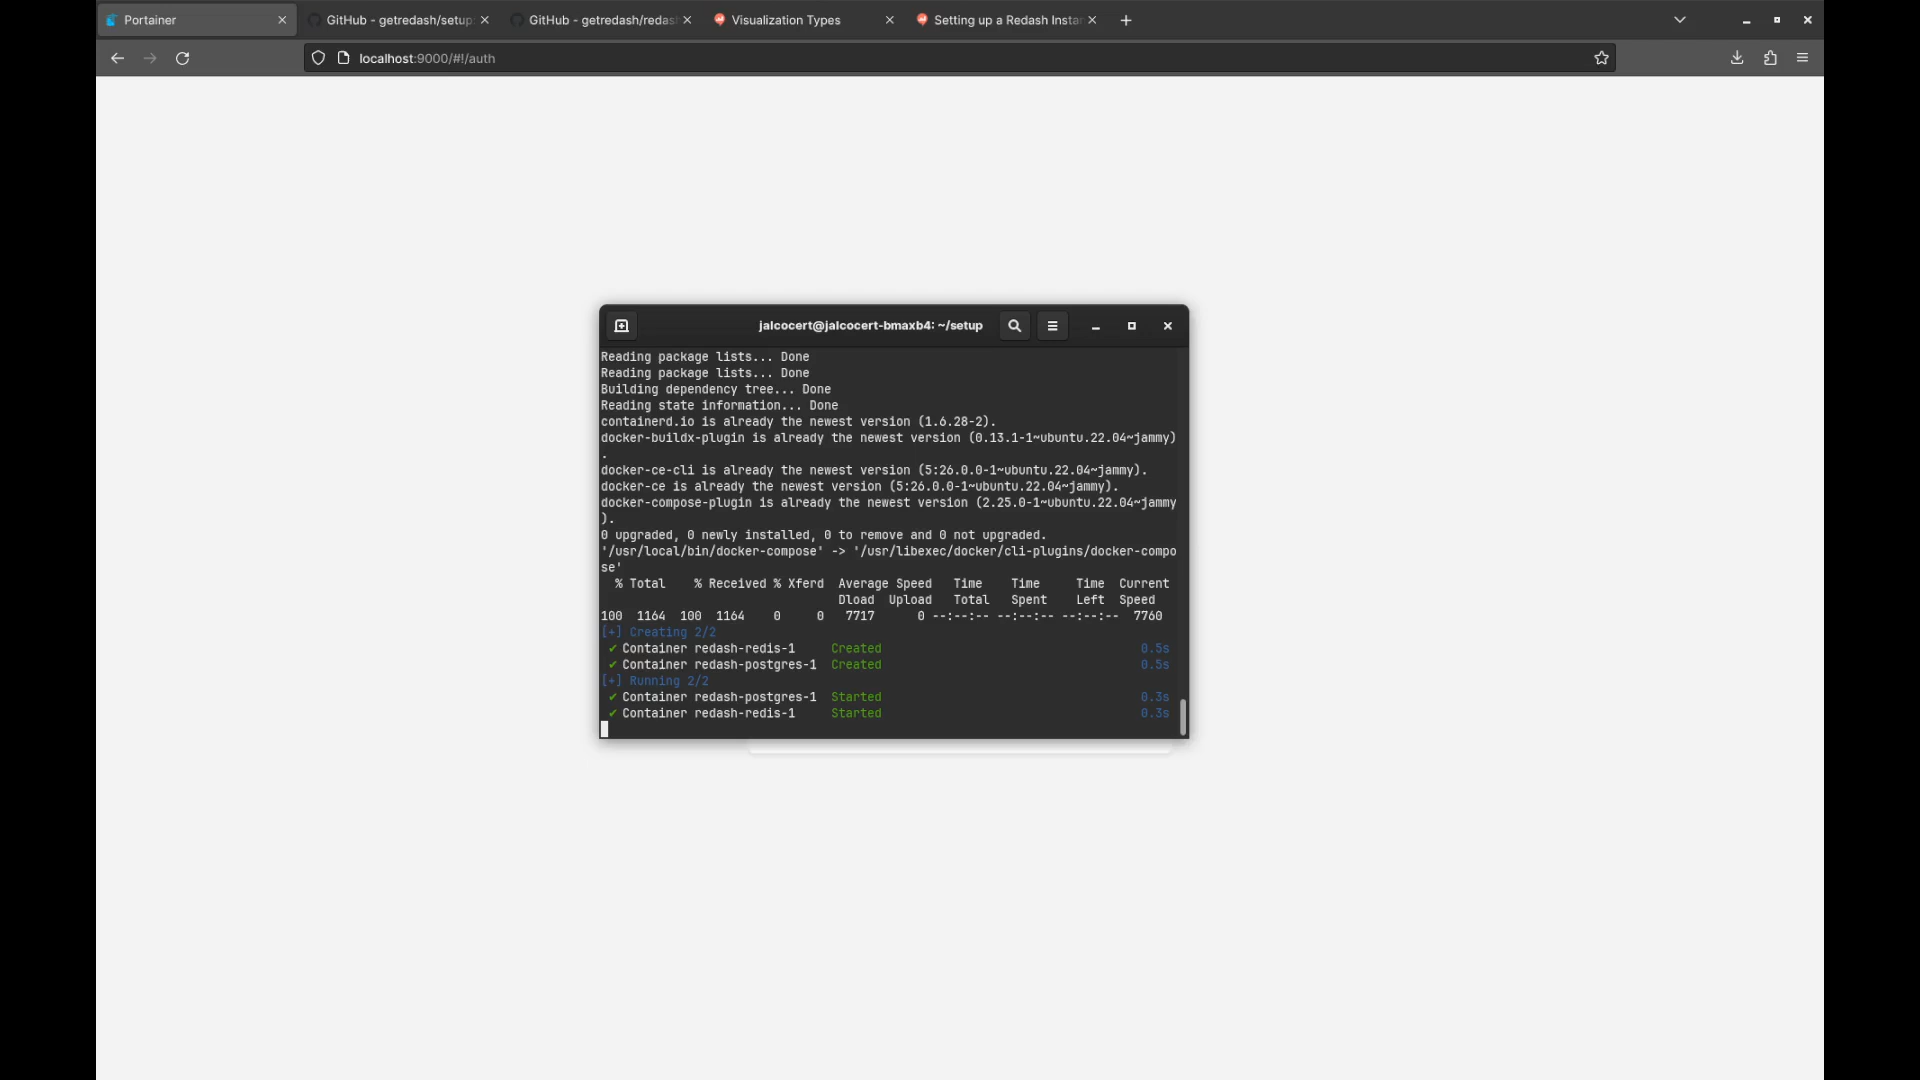 Portainer
GitHub - getredash/setup:
GitHub - getredash/redas
Visualization Types
Setting up a Redash Insta
localhost:9000/#!/auth
jalcocert@jalcocert-bmaxb4: ~/setup
Reading package lists... Done
Reading package lists... Done
Building dependency tree... Done
Reading state information... Done
containerd.io is already the newest version (1.6.28-2).
docker-buildx-plugin is already the newest version (0.13.1-1~ubuntu.22.04~jammy)
.
docker-ce-cli is already the newest version (5:26.0.0-1~ubuntu.22.04~jammy).
docker-ce is already the newest version (5:26.0.0-1~ubuntu.22.04~jammy).
docker-compose-plugin is already the newest version (2.25.0-1~ubuntu.22.04~jammy
).
0 upgraded, 0 newly installed, 0 to remove and 0 not upgraded.
'/usr/local/bin/docker-compose' -> '/usr/libexec/docker/cli-plugins/docker-compo
se'
% Total % Received % Xferd Average Speed Time Time Time Current
Dload Upload Total Spent Left Speed
100 1164 100 1164 0 0 7717 0 --:--:-- --:--:-- --:--:-- 7760
[+] Creating 2/2
✔ Container redash-redis-1 Created 0.5s
✔ Container redash-postgres-1 Created 0.5s
[+] Running 2/2
✔ Container redash-postgres-1 Started 0.3s
✔ Container redash-redis-1 Started 0.3s